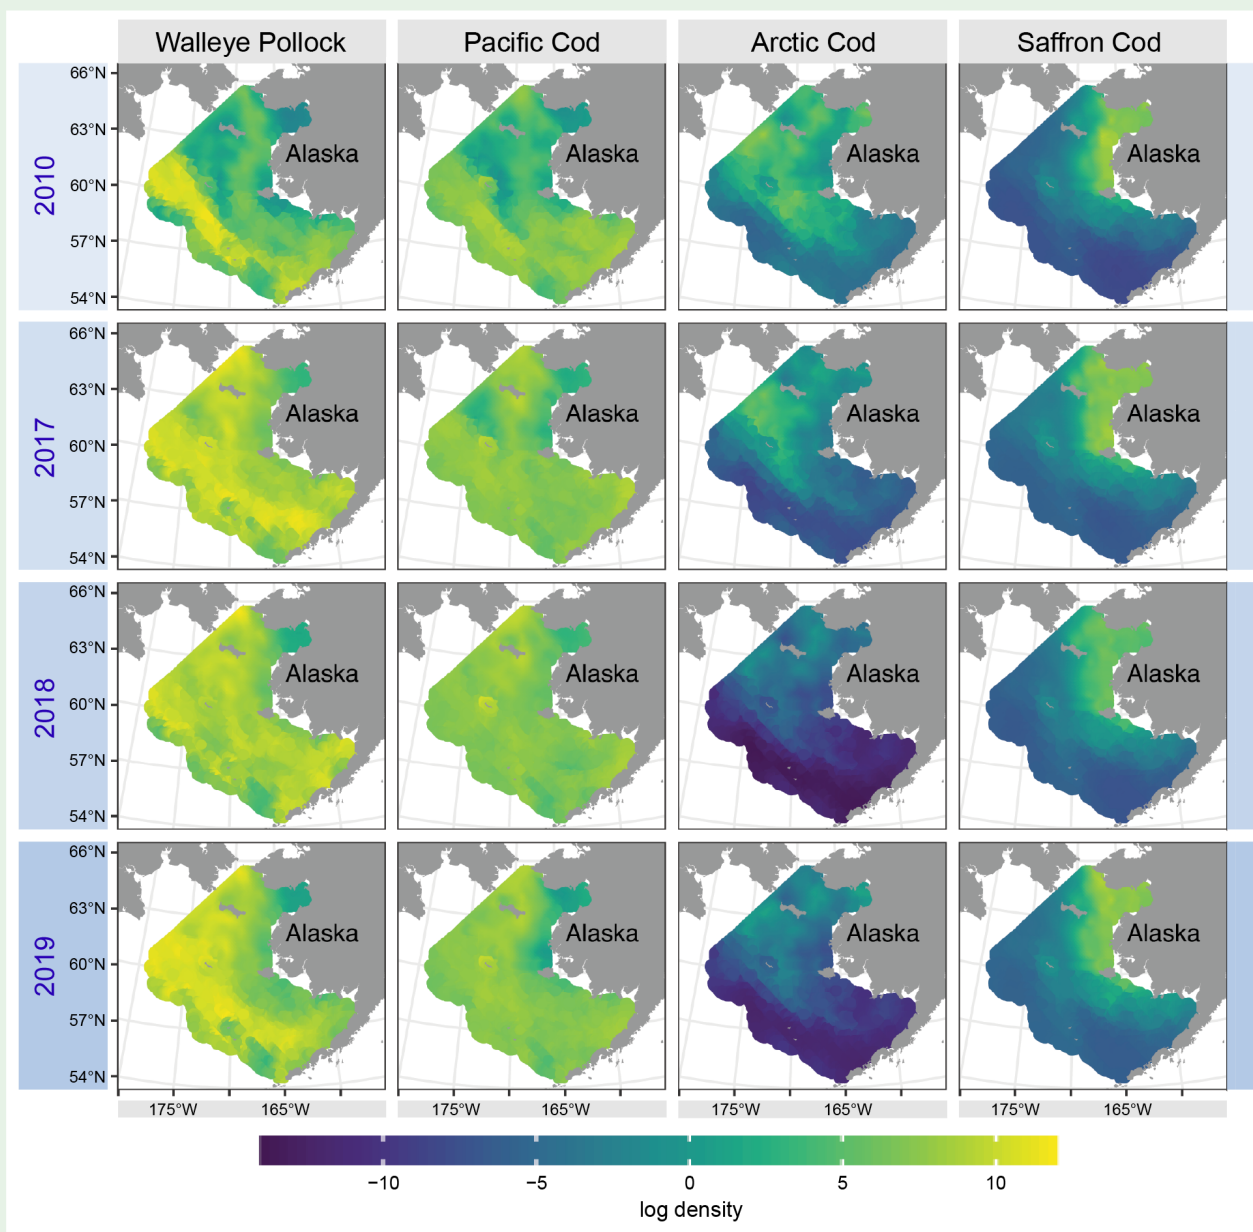 Walleye Pollock Pacific Cod Arctic Cod Saffron Cod
2010
66°N
63°N
60°N
57°N
54°N
Alaska Alaska Alaska Alaska
2017
66°N
63°N
60°N
57°N
54°N
Alaska Alaska Alaska Alaska
2018
66°N
63°N
60°N
57°N
54°N
Alaska Alaska Alaska Alaska
2019
66°N
63°N
60°N
57°N
54°N
Alaska Alaska Alaska Alaska
175°W 165°W 175°W 165°W 175°W 165°W 175°W 165°W
−10 −5 0 5 10
log density